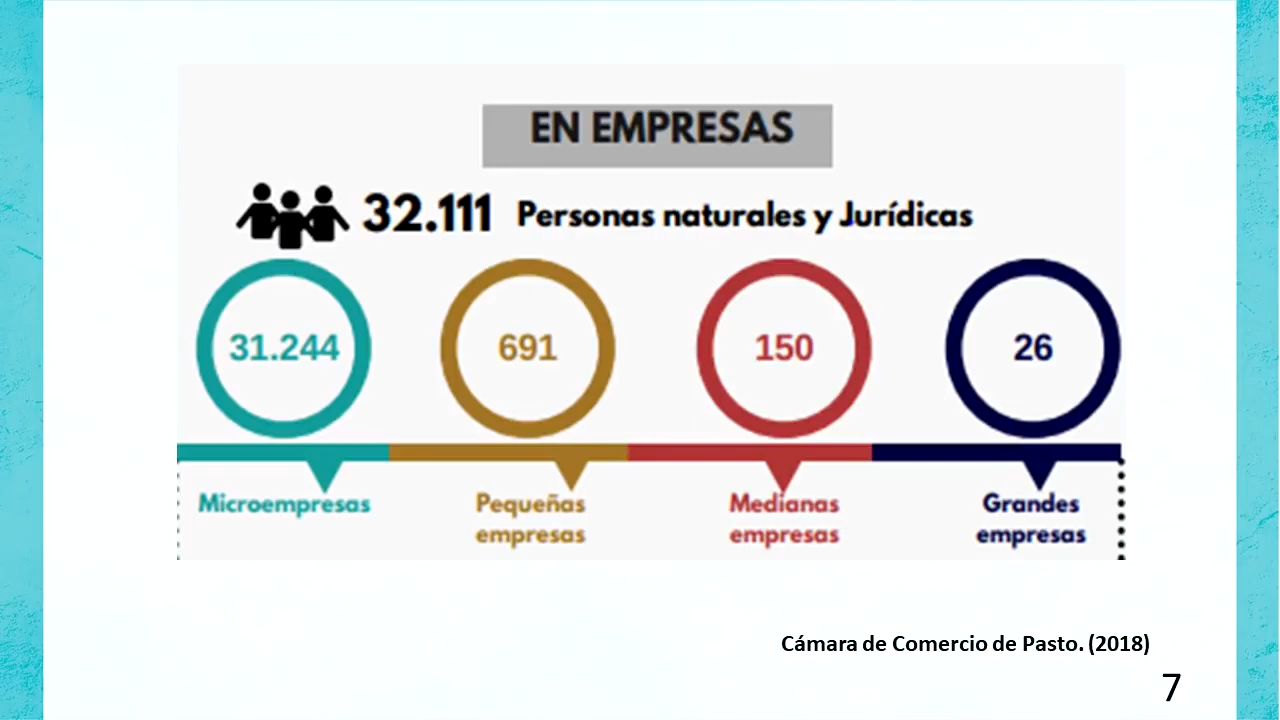 EN EMPRESAS
32.111 Personas naturales y Jurídicas
31.244
691
150
26
Microempresas
Pequeñas
empresas
Medianas
empresas
Grandes
empresas
Cámara de Comercio de Pasto. (2018)
7